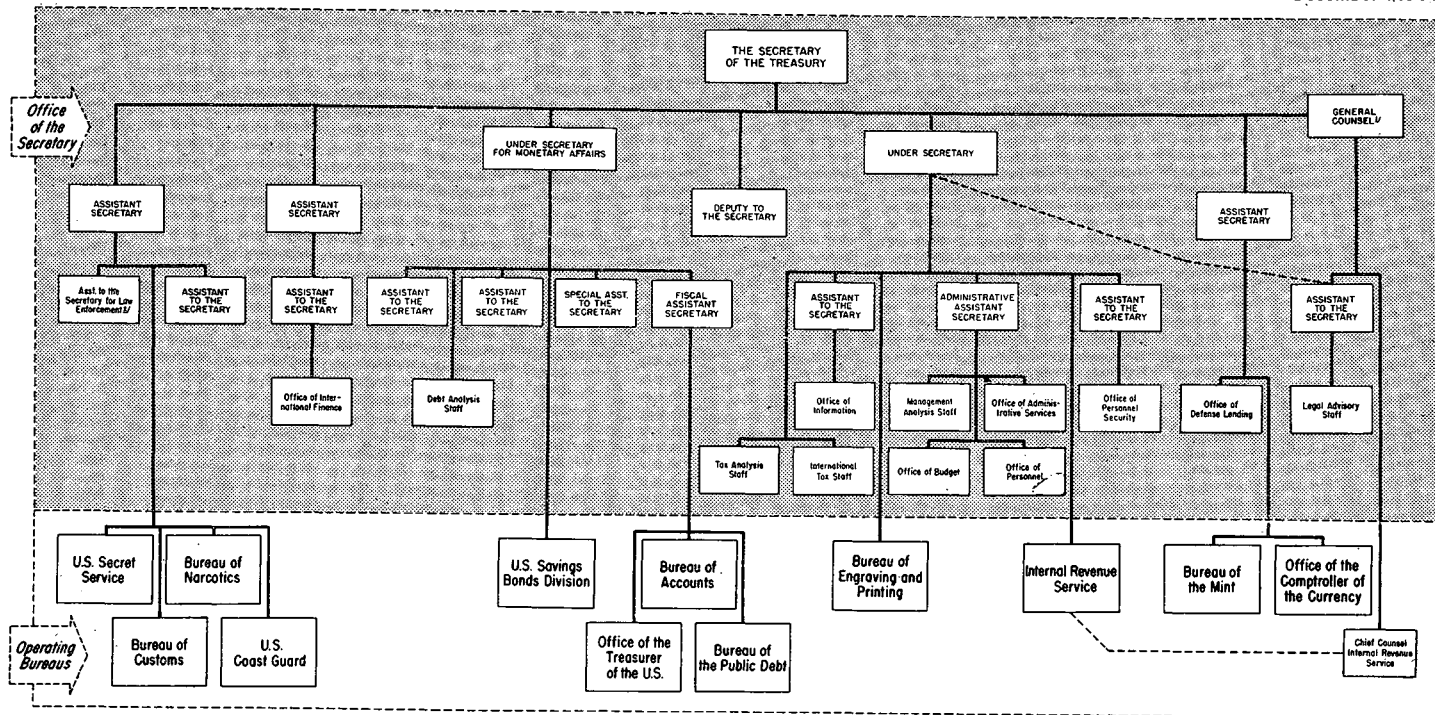 THE SECRETARY
OF THE TREASURY
Office
of the
Secretary
GENERAL
COUNSEL 1/
UNDER SECRETARY
FOR MONETARY AFFAIRS
UNDER SECRETARY
ASSISTANT
SECRETARY
ASSISTANT
SECRETARY
DEPUTY TO
THE SECRETARY
ASSISTANT
SECRETARY
Asst. to the
Secretary for Law
Enforcement
ASSISTANT
TO THE
SECRETARY
ASSISTANT
TO THE
SECRETARY
ASSISTANT
TO THE
SECRETARY
ASSISTANT
TO THE
SECRETARY
SPECIAL ASST.
TO THE
SECRETARY
FISCAL
ASSISTANT
SECRETARY
ASSISTANT
TO THE
SECRETARY
ADMINISTRATIVE
ASSISTANT
SECRETARY
ASSISTANT
TO THE
SECRETARY
ASSISTANT
TO THE
SECRETARY
Office of Inter-
national Finance
Debt Analysis
Staff
Office of
Information
Management
Analysis Staff
Office of Adminis-
trative Services
Office of
Personnel
Security
Office of
Defense Lending
Legal Advisory
Staff
Tax Analysis
Staff
International
Tax Staff
Office of Budget
Office of
Personnel
U.S. Secret
Service
Bureau of
Narcotics
U.S. Savings
Bonds Division
Bureau of
Accounts
Bureau of
Engraving and
Printing
Internal Revenue
Service
Bureau of
the Mint
Office of the
Comptroller of
the Currency
Operating
Bureaus
Bureau of
Customs
U.S.
Coast Guard
Office of the
Treasurer
of the U.S.
Bureau of
the Public Debt
Chief Counsel
Internal Revenue
Service